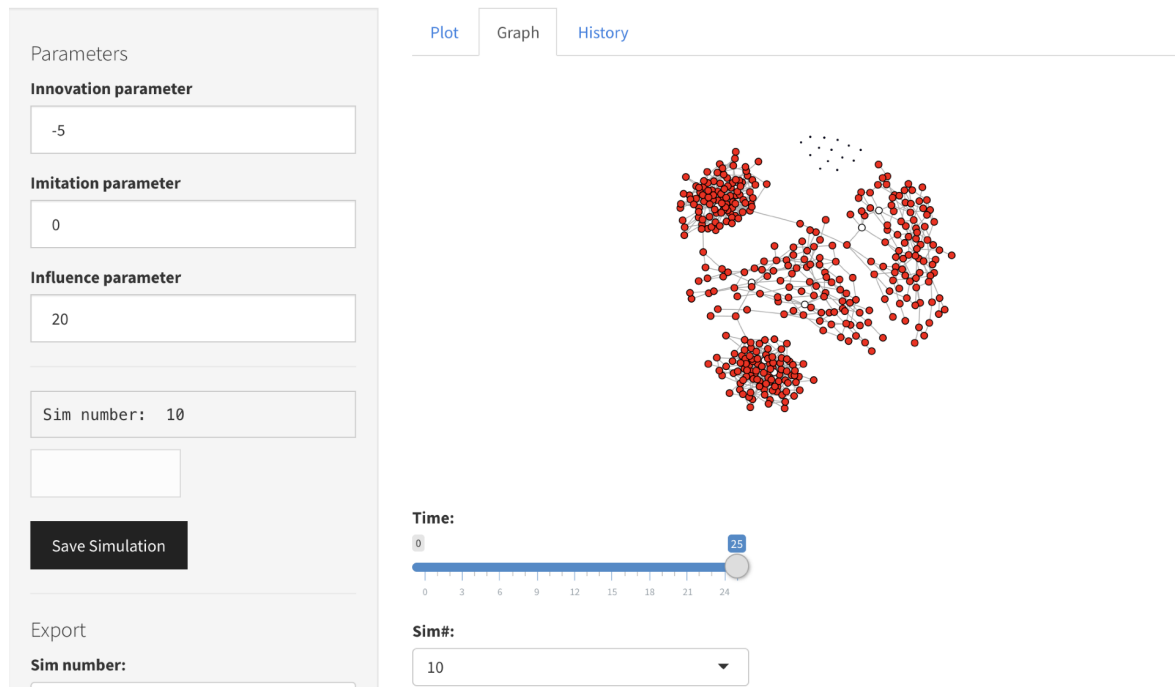 Parameters
Innovation parameter
-5
Imitation parameter
0
Influence parameter
20
Sim number: 10
Save Simulation
Export
Sim number:
Plot Graph History
Time:
0 25
0 3 6 9 12 15 18 21 24
Sim#:
10